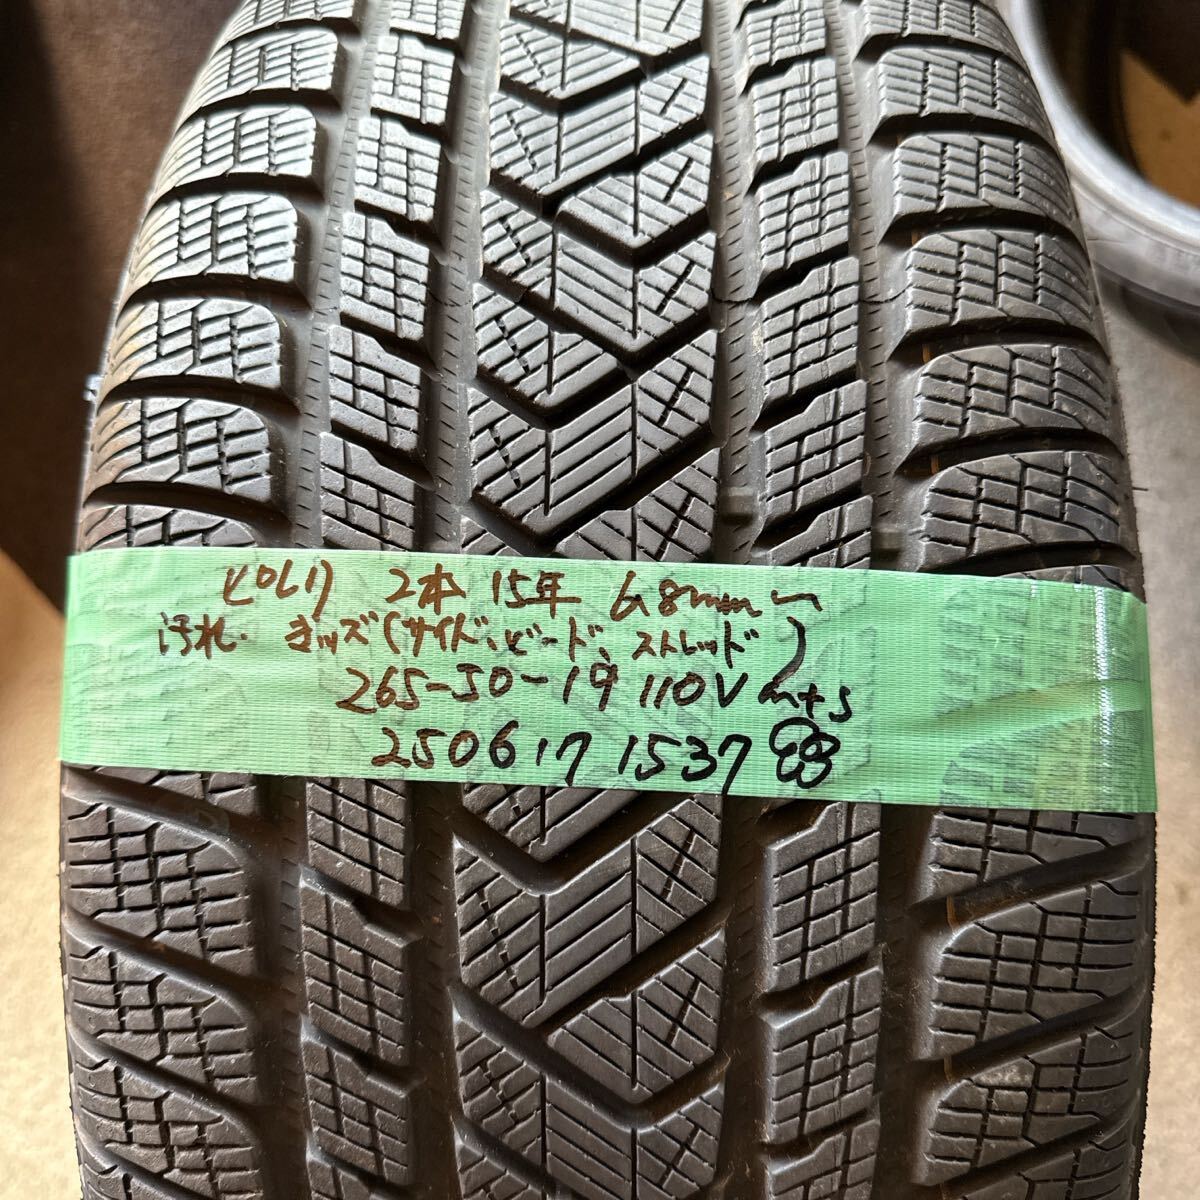 ピレリ 2本 15年 6.8mm〜
汚れ. キッズ(サイド、ビード、ストレッド)
265-50-19 110V m+s
250617 1537